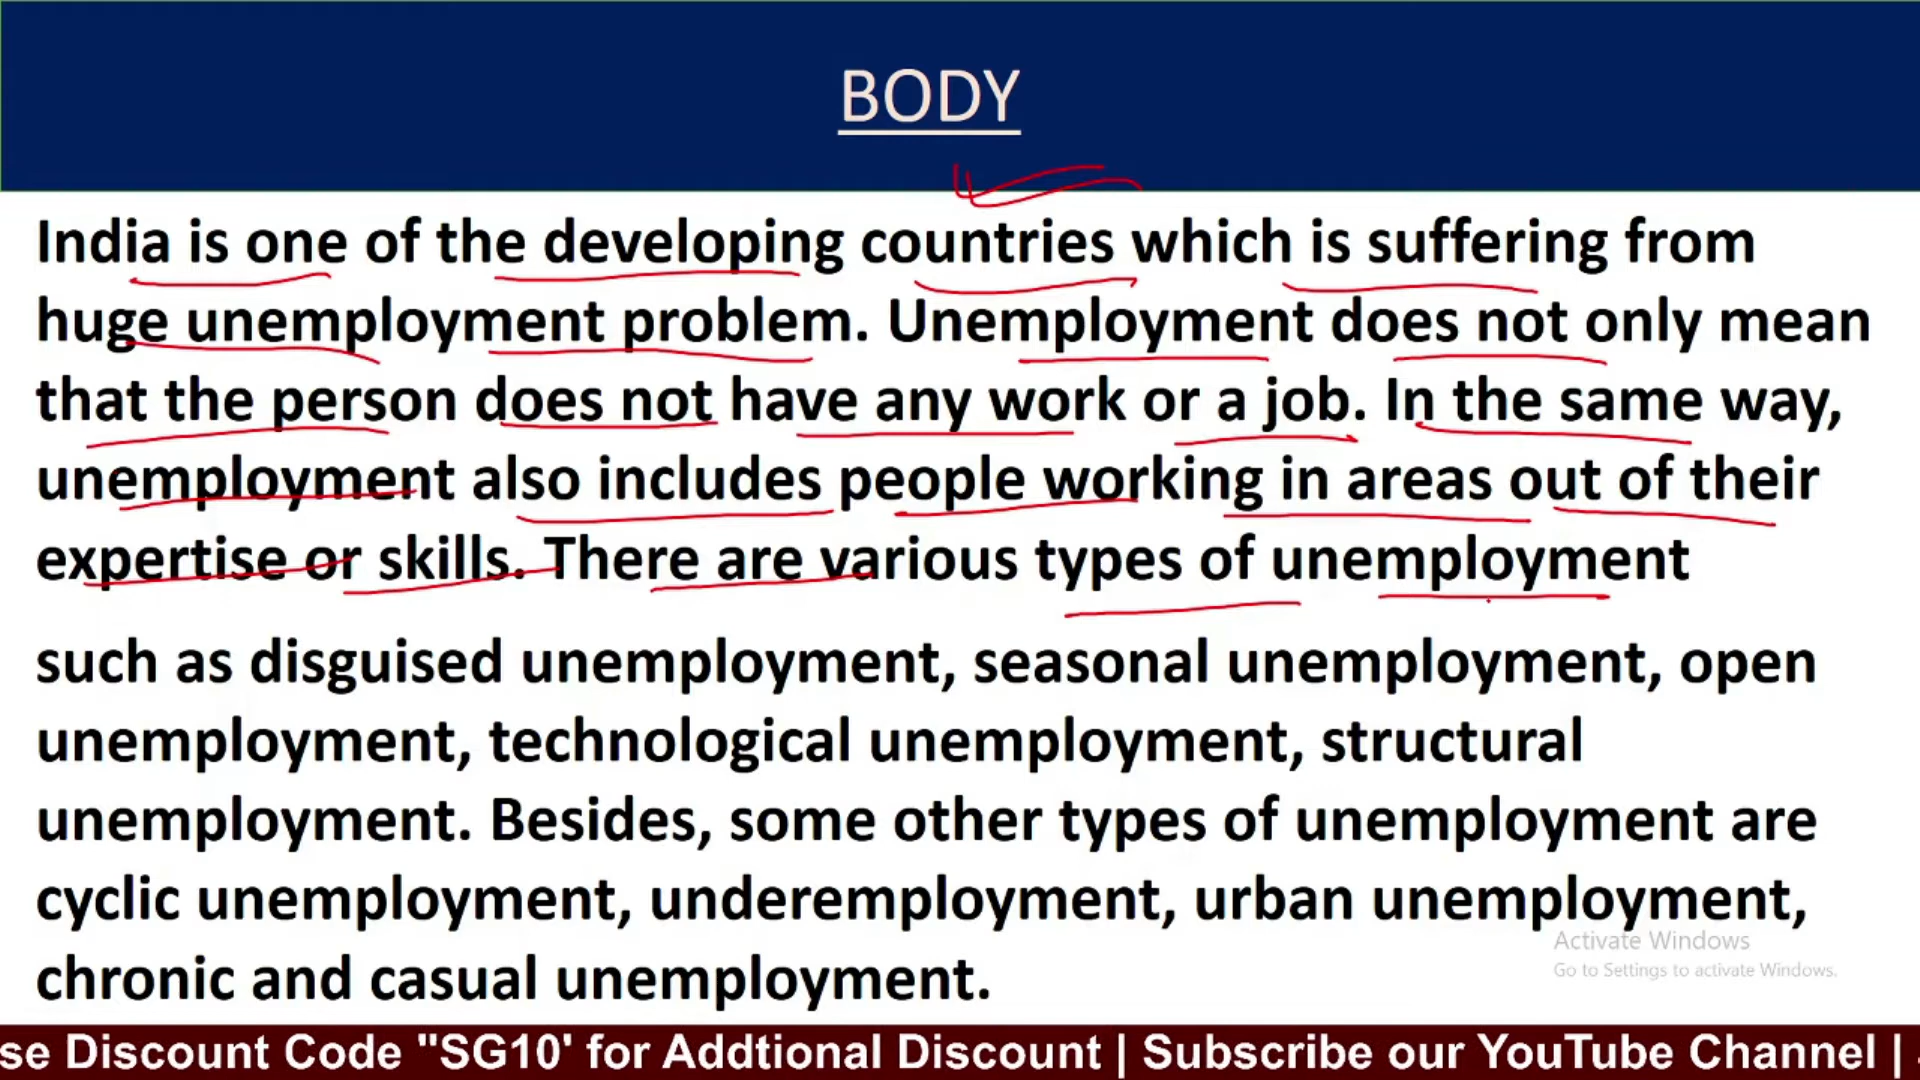 BODY
India is one of the developing countries which is suffering from
huge unemployment problem. Unemployment does not only mean
that the person does not have any work or a job. In the same way,
unemployment also includes people working in areas out of their
expertise or skills. There are various types of unemployment
such as disguised unemployment, seasonal unemployment, open
unemployment, technological unemployment, structural
unemployment. Besides, some other types of unemployment are
cyclic unemployment, underemployment, urban unemployment,
Activate Windows
Go to Settings to activate Windows.
chronic and casual unemployment.
se Discount Code "SG10' for Addtional Discount | Subscribe our YouTube Channel |